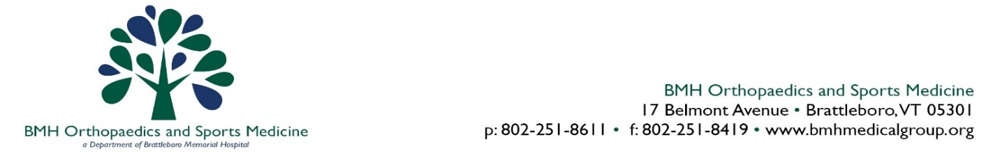 BMH Orthopaedics and Sports Medicine
a Department of Brattleboro Memorial Hospital
BMH Orthopaedics and Sports Medicine
17 Belmont Avenue • Brattleboro, VT 05301
p: 802-251-8611 • f: 802-251-8419 • www.bmhmedicalgroup.org